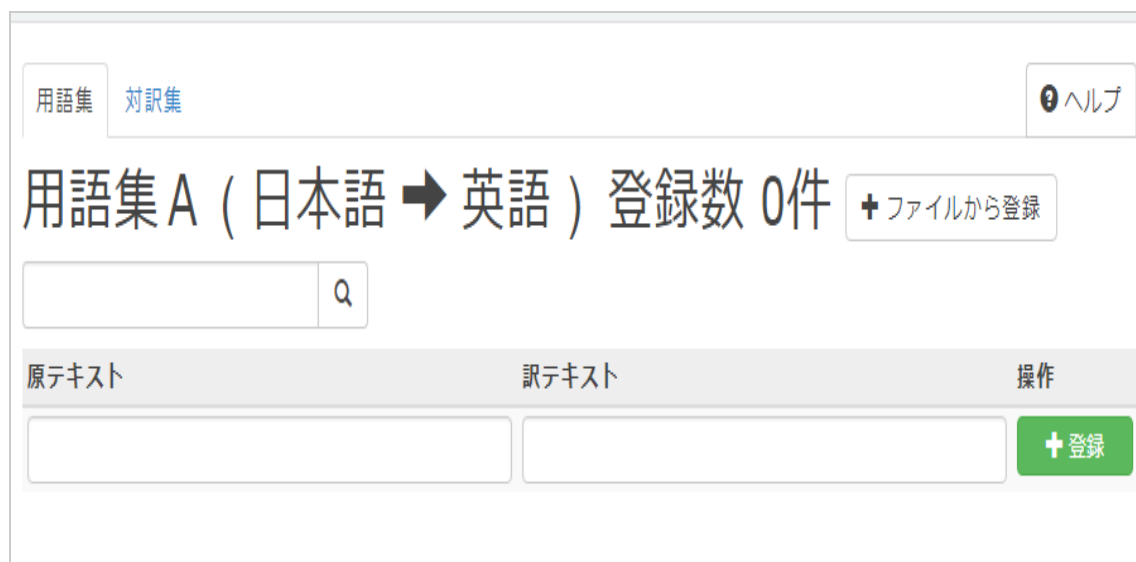 用語集 対訳集 ヘルプ
用語集A ( 日本語 ➡ 英語 ) 登録数 0件 + ファイルから登録
原テキスト 訳テキスト 操作
+ 登録